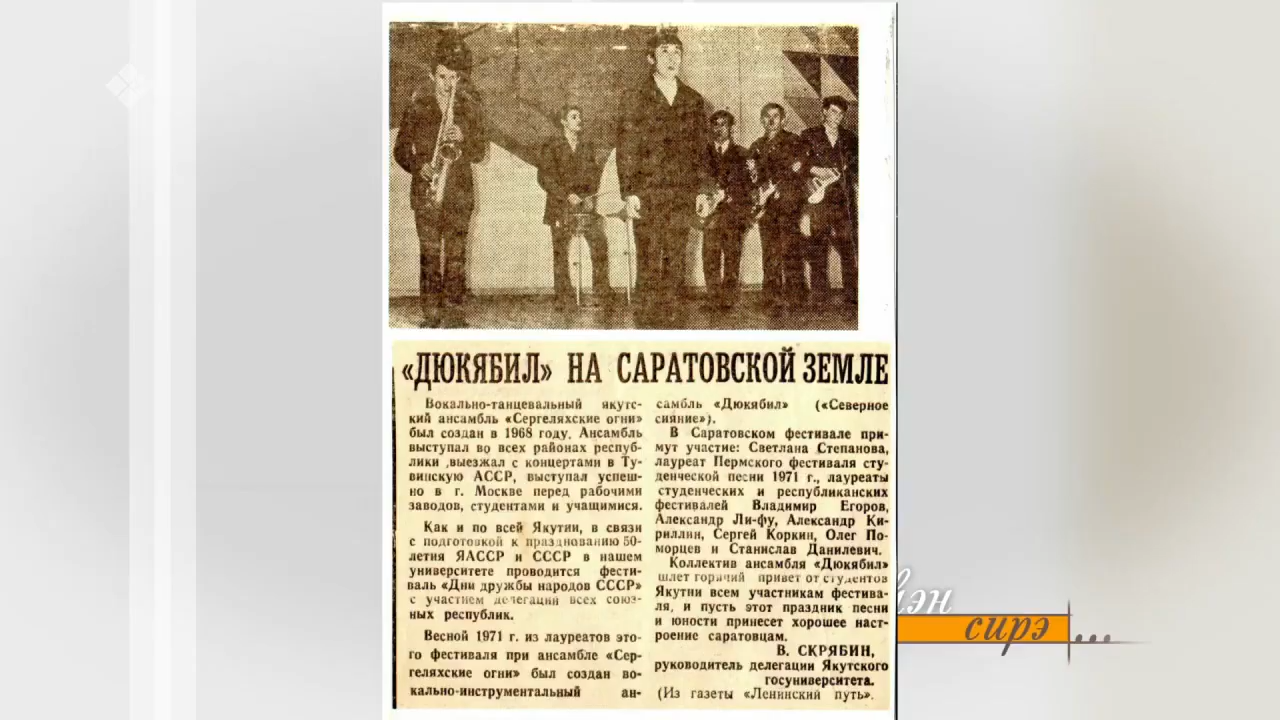 «ДЮКЯБИЛ» НА САРАТОВСКОЙ ЗЕМЛЕ
Вокально-танцевальный якутс-
кий ансамбль «Сергеляхские огни»
был создан в 1968 году. Ансамбль
выступал во всех районах респуб-
лики ,выезжал с концертами в Ту-
винскую АССР, выступал успеш-
но в г. Москве перед рабочими
заводов, студентами и учащимися.
Как и по всей Якутии, в связи
с подготовкой к празднованию 50-
летия ЯАССР и СССР в нашем
университете проводится фести-
валь «Дни дружбы народов СССР»
с участием делегации всех союз-
ных республик.
Весной 1971 г. из лауреатов это-
го фестиваля при ансамбле «Сер-
геляхские огни» был создан во-
кально-инструментальный ан-
самбль «Дюкябил» («Северное
сияние»).
В Саратовском фестивале при-
мут участие: Светлана Степанова,
лауреат Пермского фестиваля сту-
денческой песни 1971 г., лауреаты
студенческих и республиканских
фестивалей Владимир Егоров,
Александр Ли-фу, Александр Ки-
риллин, Сергей Коркин, Олег По-
морцев и Станислав Данилевич.
Коллектив ансамбля «Дюкябил»
шлет горячий привет от студентов
Якутии всем участникам фестива-
ля, и пусть этот праздник песни
и юности принесет хорошее наст-
роение саратовцам.
В. СКРЯБИН,
руководитель делегации Якутского
госуниверситета.
(Из газеты «Ленинский путь».
сирэ...